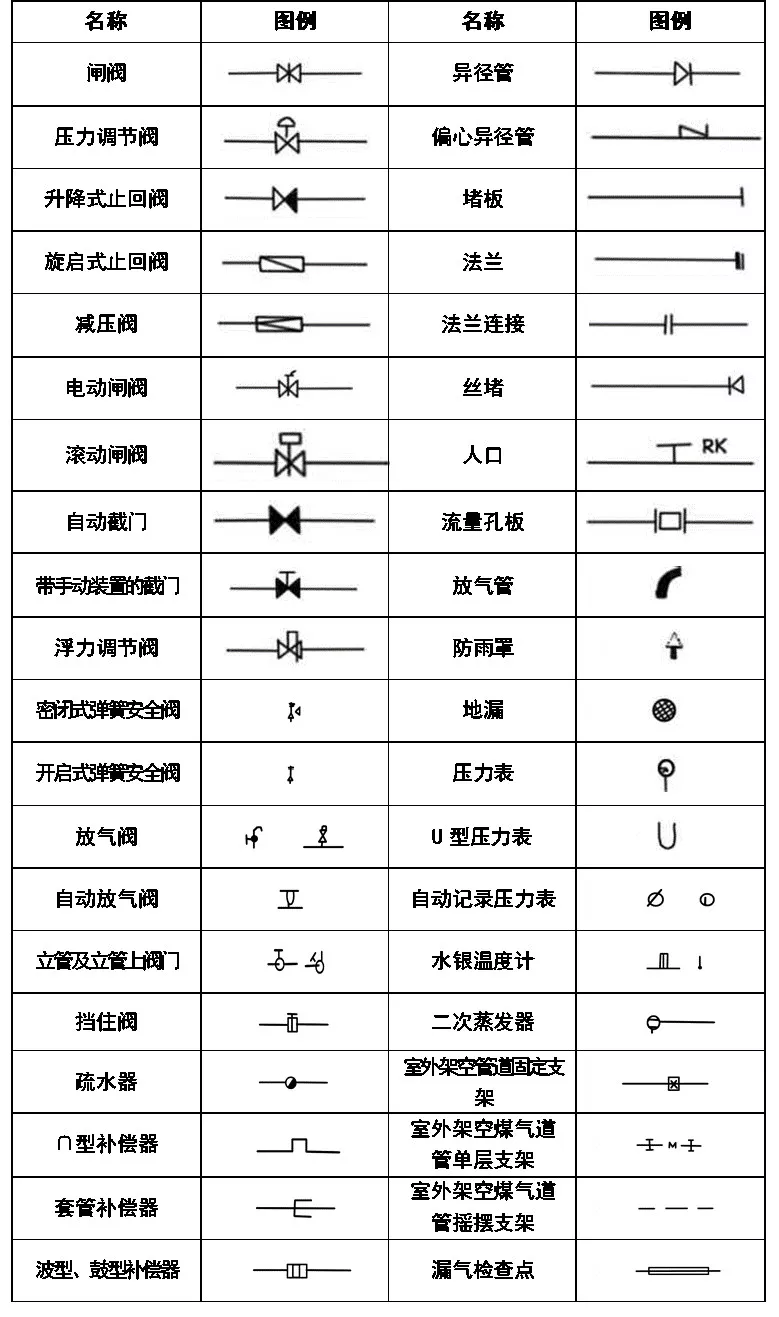 名称 图例 名称 图例
闸阀 异径管
压力调节阀 偏心异径管
升降式止回阀 堵板
旋启式止回阀 法兰
减压阀 法兰连接
电动闸阀 丝堵
滚动闸阀 人口 RK
自动截门 流量孔板
带手动装置的截门 放气管
浮力调节阀 防雨罩
密闭式弹簧安全阀 地漏
开启式弹簧安全阀 压力表
放气阀 U型压力表
自动放气阀 自动记录压力表
立管及立管上阀门 水银温度计
挡住阀 二次蒸发器
疏水器 室外架空管道固定支
架
∩型补偿器 室外架空煤气道
管单层支架 M
套管补偿器 室外架空煤气道
管摇摆支架
波型、鼓型补偿器 漏气检查点